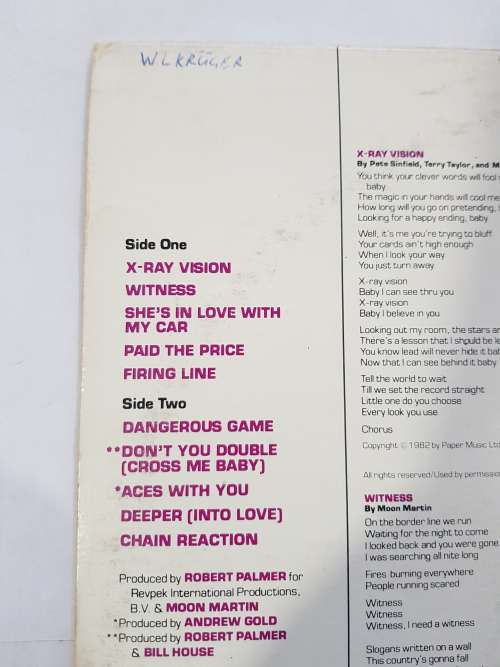 W L KRÜGER
Side One
X-RAY VISION
WITNESS
SHE'S IN LOVE WITH
MY CAR
PAID THE PRICE
FIRING LINE
Side Two
DANGEROUS GAME
**DON'T YOU DOUBLE
(CROSS ME BABY)
*ACES WITH YOU
DEEPER (INTO LOVE)
CHAIN REACTION
Produced by ROBERT PALMER for
Revpek International Productions,
B.V. & MOON MARTIN
*Produced by ANDREW GOLD
**Produced by ROBERT PALMER
& BILL HOUSE
X-RAY VISION
By Pete Sinfield, Terry Taylor, and M
You think your clever words will fool
baby
The magic in your hands will cool me
How long will you go on pretending,
Looking for a happy ending, baby
Well, it's me you're trying to bluff
Your cards ain't high enough
When I look your way
You just turn away
X-ray vision
Baby I can see thru you
X-ray vision
Baby I believe in you
Looking out my room, the stars ar
There's a lesson that I should be le
You know lead will never hide it bab
Now that I can see behind it baby
Tell the world to wait
Till we set the record straight
Little one do you choose
Every look you use
Chorus
Copyright © 1982 by Paper Music Ltd
All rights reserved/Used by permissio
WITNESS
By Moon Martin
On the border line we run
Waiting for the night to come
I looked back and you were gone
I was searching all nite long
Fires burning everywhere
People running scared
Witness
Witness
Witness, I need a witness
Slogans written on a wall
This country's gonna fall